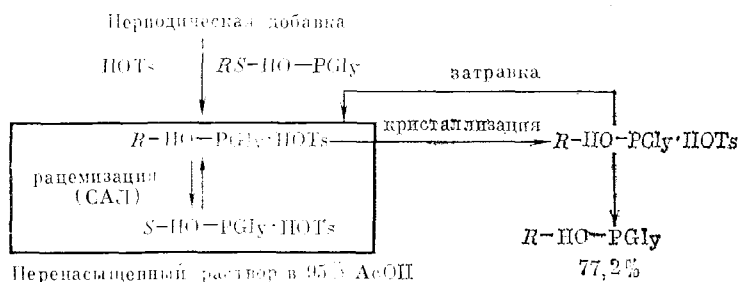 Периодическая добавка
HOTs
RS—HO—PGly
затравка
R—HO—PGly·HOTs
кристаллизация
R—HO—PGly·HOTs
рацемизация
(САЛ)
S—HO—PGly·HOTs
R—HO—PGly
77,2%
Перенасыщенный раствор в 95% AcOH